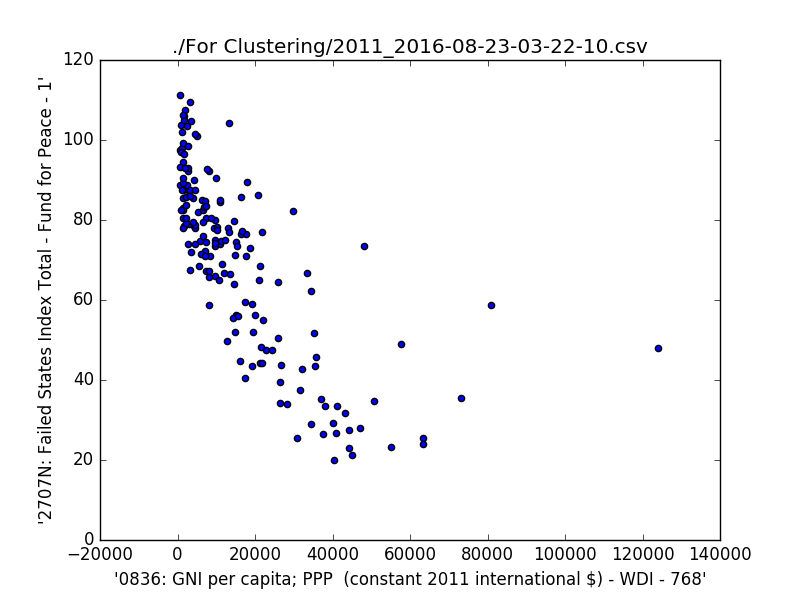 ./For Clustering/2011_2016-08-23-03-22-10.csv
'2707N: Failed States Index Total - Fund for Peace - 1'
120
100
80
60
40
20
0
−20000 0 20000 40000 60000 80000 100000 120000 140000
'0836: GNI per capita; PPP (constant 2011 international $) - WDI - 768'